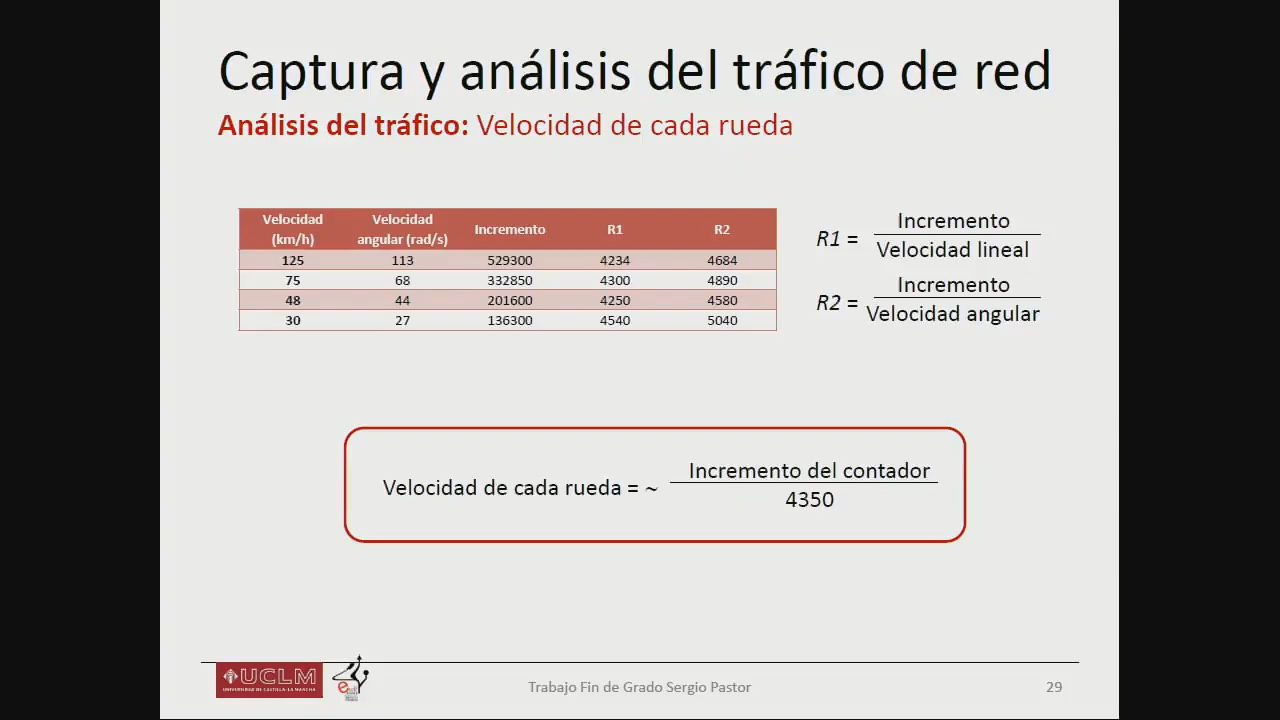 Captura y análisis del tráfico de red
Análisis del tráfico: Velocidad de cada rueda
Velocidad (km/h) Velocidad angular (rad/s) Incremento R1 R2
125 113 529300 4234 4684
75 68 332850 4300 4890
48 44 201600 4250 4580
30 27 136300 4540 5040
R1 = Incremento
Velocidad lineal
R2 = Incremento
Velocidad angular
Velocidad de cada rueda = ~ Incremento del contador
4350
UCLM
UNIVERSIDAD DE CASTILLA-LA MANCHA
Trabajo Fin de Grado Sergio Pastor
29